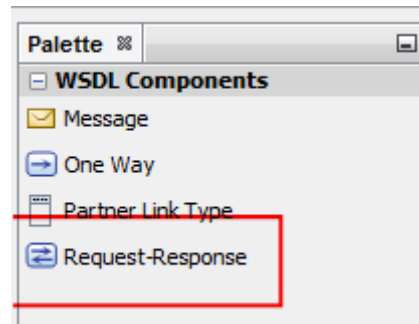 Palette
WSDL Components
Message
One Way
Partner Link Type
Request-Response